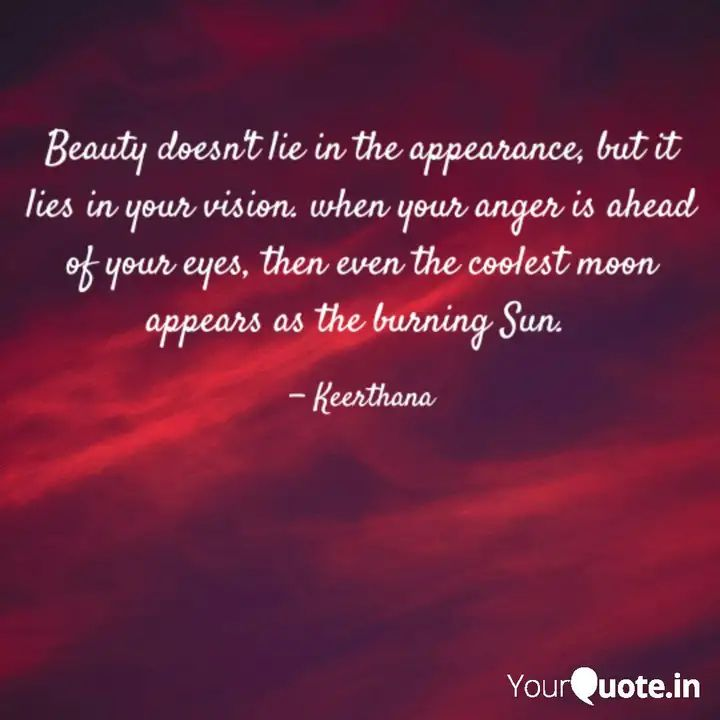 Beauty doesn't lie in the appearance, but it
lies in your vision. when your anger is ahead
of your eyes, then even the coolest moon
appears as the burning Sun.
– Keerthana
YourQuote.in